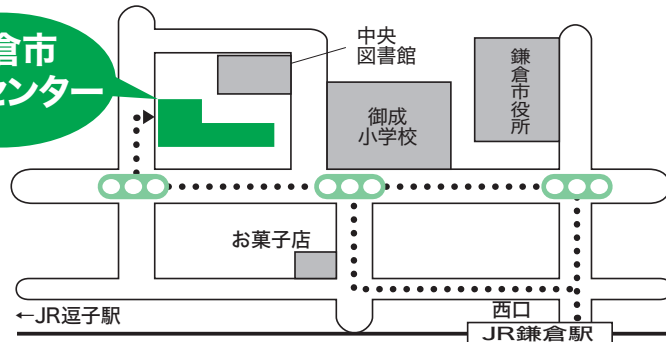 倉市
センター
中央
図書館
御成
小学校
鎌倉市役所
お菓子店
←JR逗子駅
西口
JR鎌倉駅